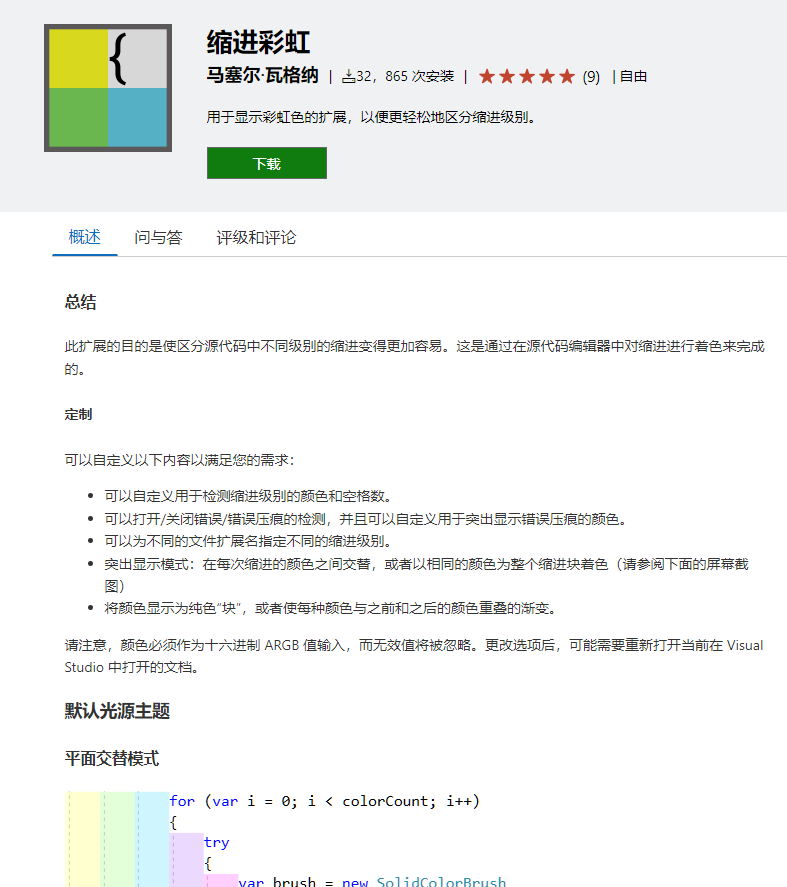 {
缩进彩虹
马塞尔·瓦格纳 | 32，865 次安装 | (9) | 自由
用于显示彩虹色的扩展，以便更轻松地区分缩进级别。
下载
概述 问与答 评级和评论
总结
此扩展的目的是使区分源代码中不同级别的缩进变得更加容易。这是通过在源代码编辑器中对缩进进行着色来完成
的。
定制
可以自定义以下内容以满足您的需求：
• 可以自定义用于检测缩进级别的颜色和空格数。
• 可以打开/关闭错误/错误压痕的检测，并且可以自定义用于突出显示错误压痕的颜色。
• 可以为不同的文件扩展名指定不同的缩进级别。
• 突出显示模式：在每次缩进的颜色之间交替，或者以相同的颜色为整个缩进块着色（请参阅下面的屏幕截
图）
• 将颜色显示为纯色“块”，或者使每种颜色与之前和之后的颜色重叠的渐变。
请注意，颜色必须作为十六进制 ARGB 值输入，而无效值将被忽略。更改选项后，可能需要重新打开当前在 Visual
Studio 中打开的文档。
默认光源主题
平面交替模式
for (var i = 0; i < colorCount; i++)
{
try
{
var brush = new SolidColorBrush